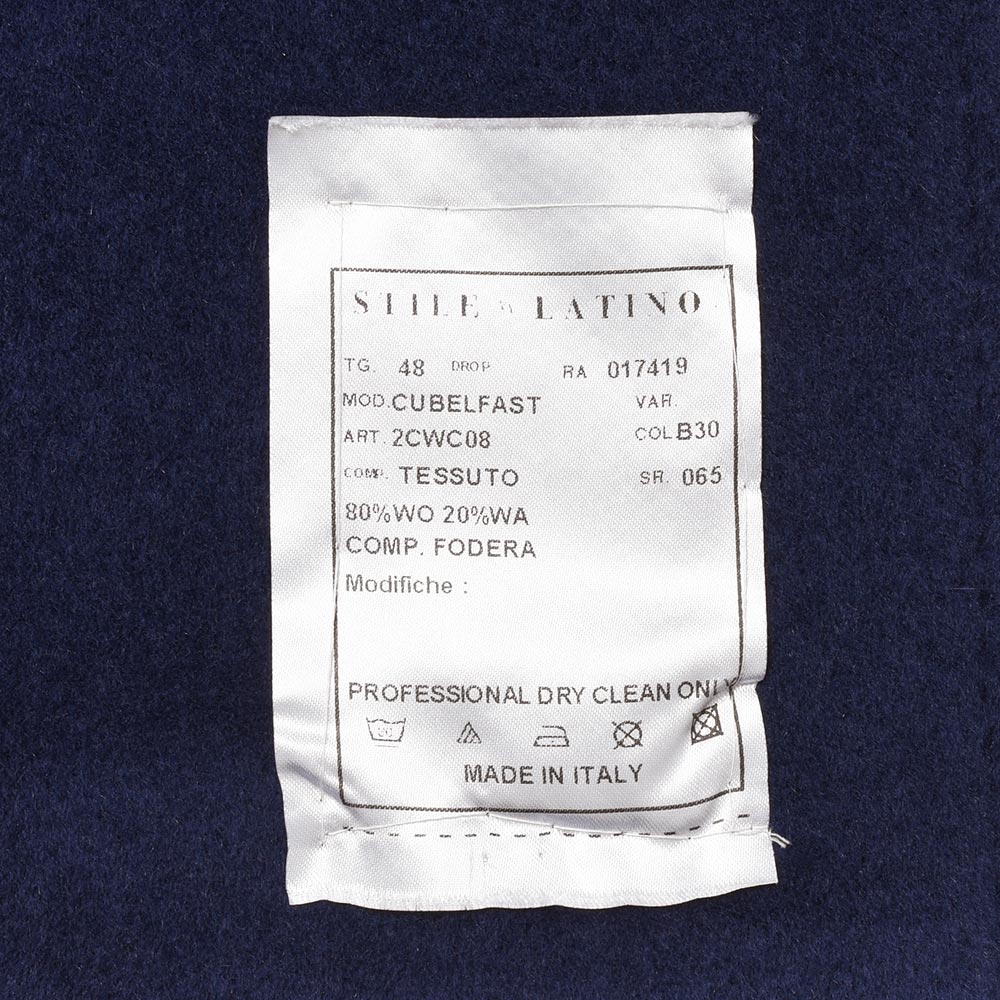 STILE LATINO
TG. 48 DROP RA 017419
MOD. CUBELFAST VAR.
ART. 2CWC08 COL B30
COMP. TESSUTO SR. 065
80%WO 20%WA
COMP. FODERA
Modifiche :
PROFESSIONAL DRY CLEAN ONLY
MADE IN ITALY